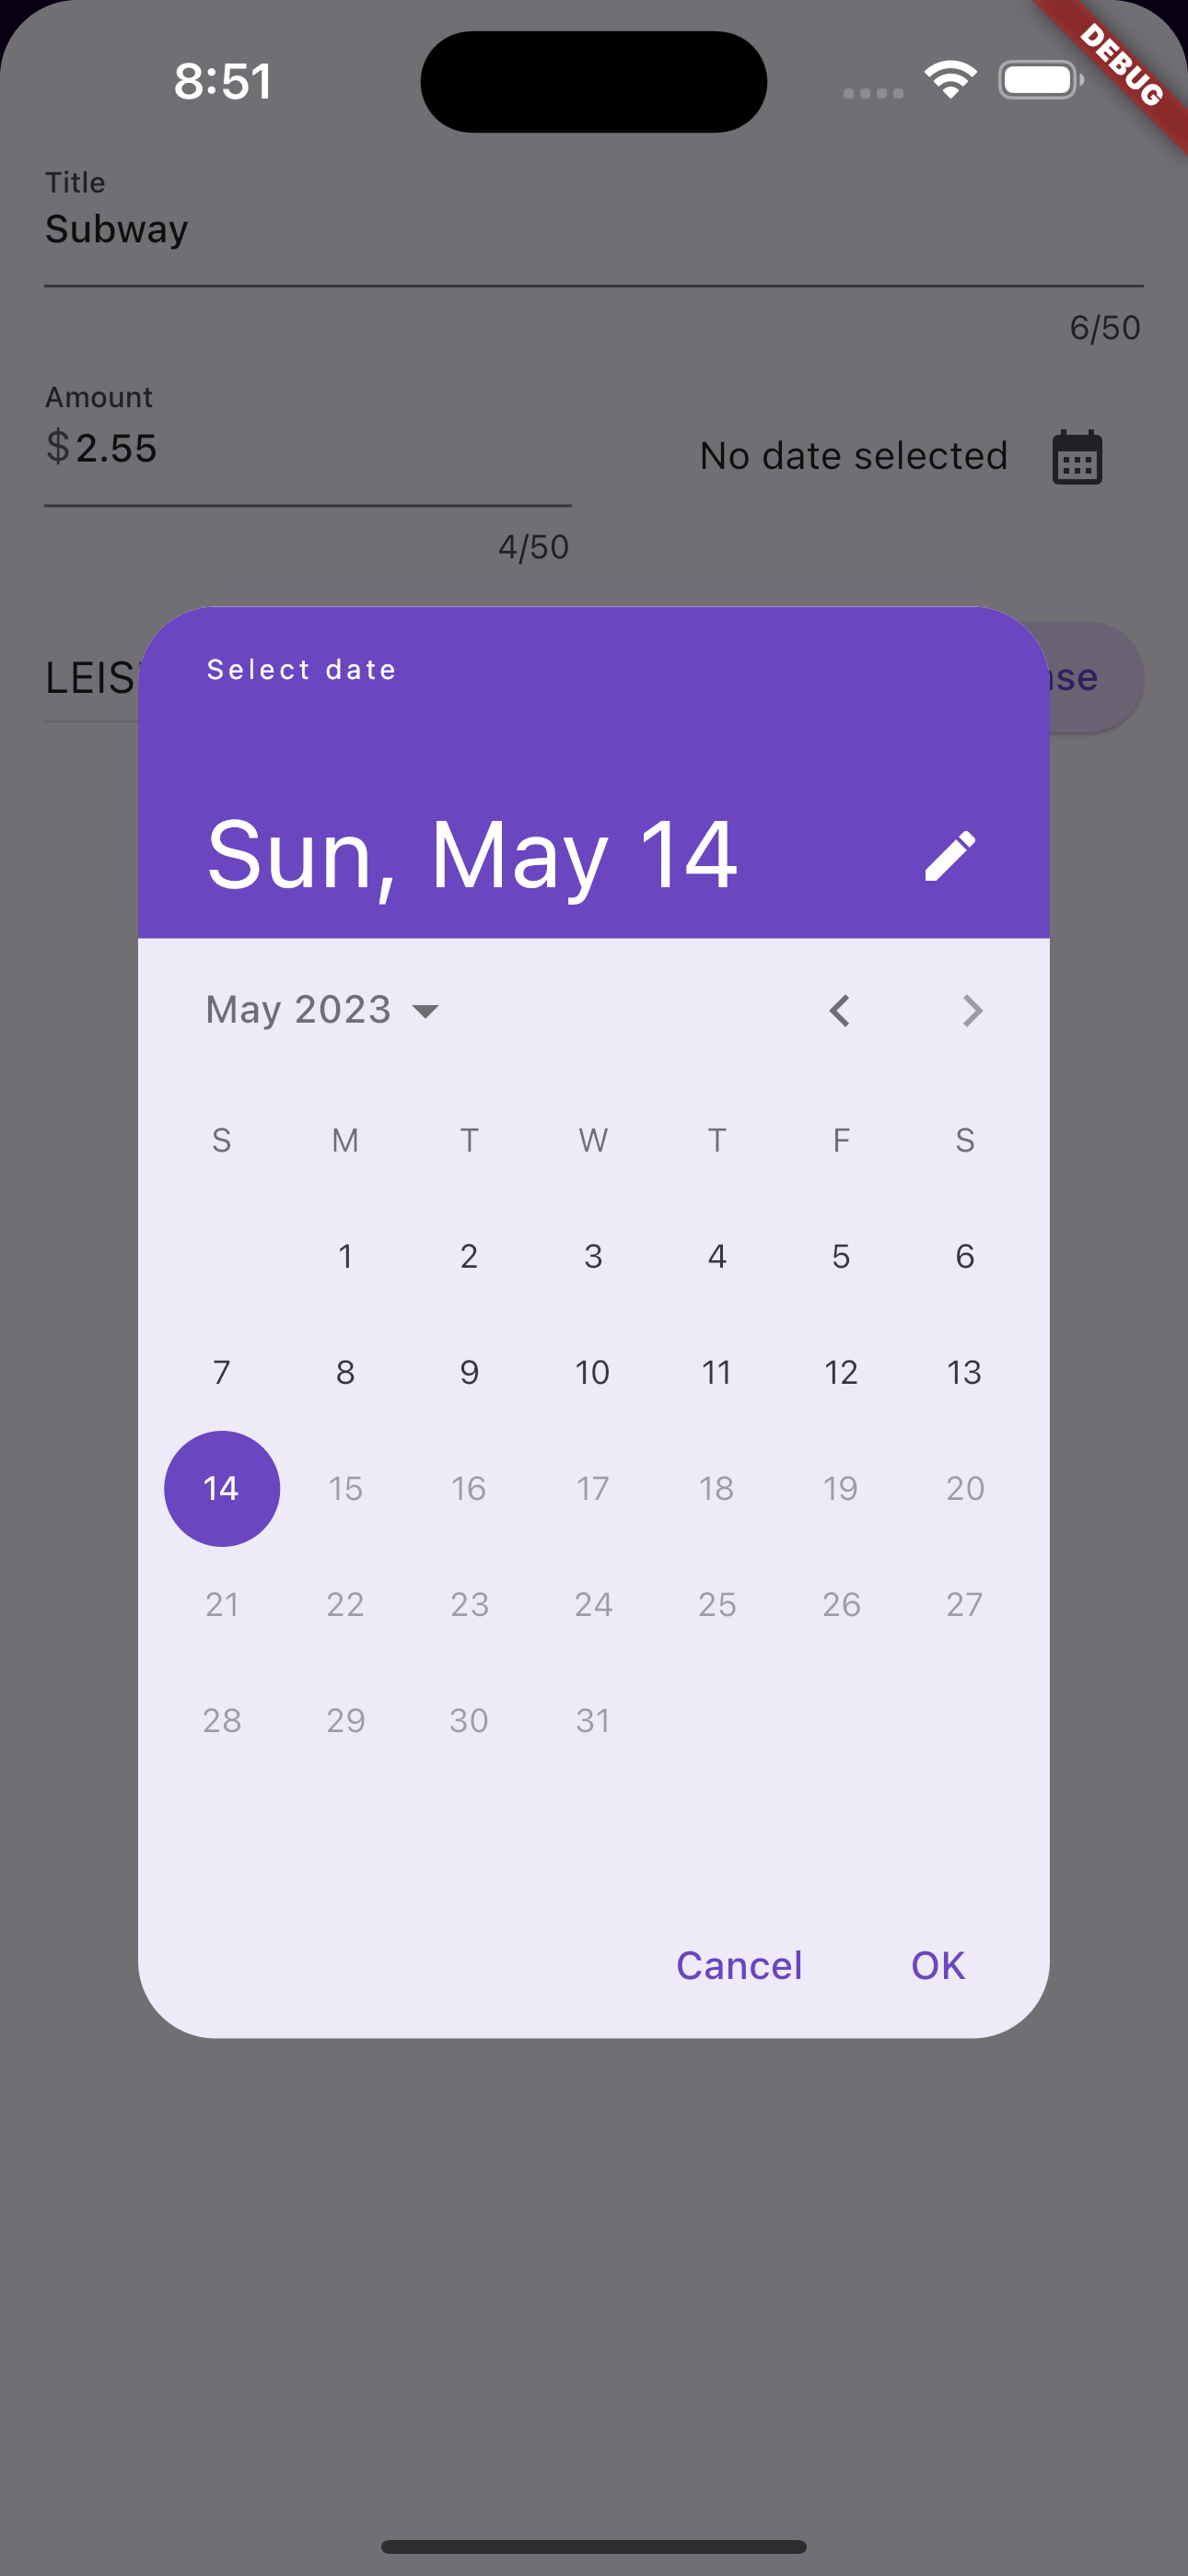 8:51
DEBUG
Title
Subway
6/50
Amount
$2.55
No date selected
4/50
Select date
Sun, May 14
May 2023
S M T W T F S
1 2 3 4 5 6
7 8 9 10 11 12 13
14 15 16 17 18 19 20
21 22 23 24 25 26 27
28 29 30 31
Cancel OK